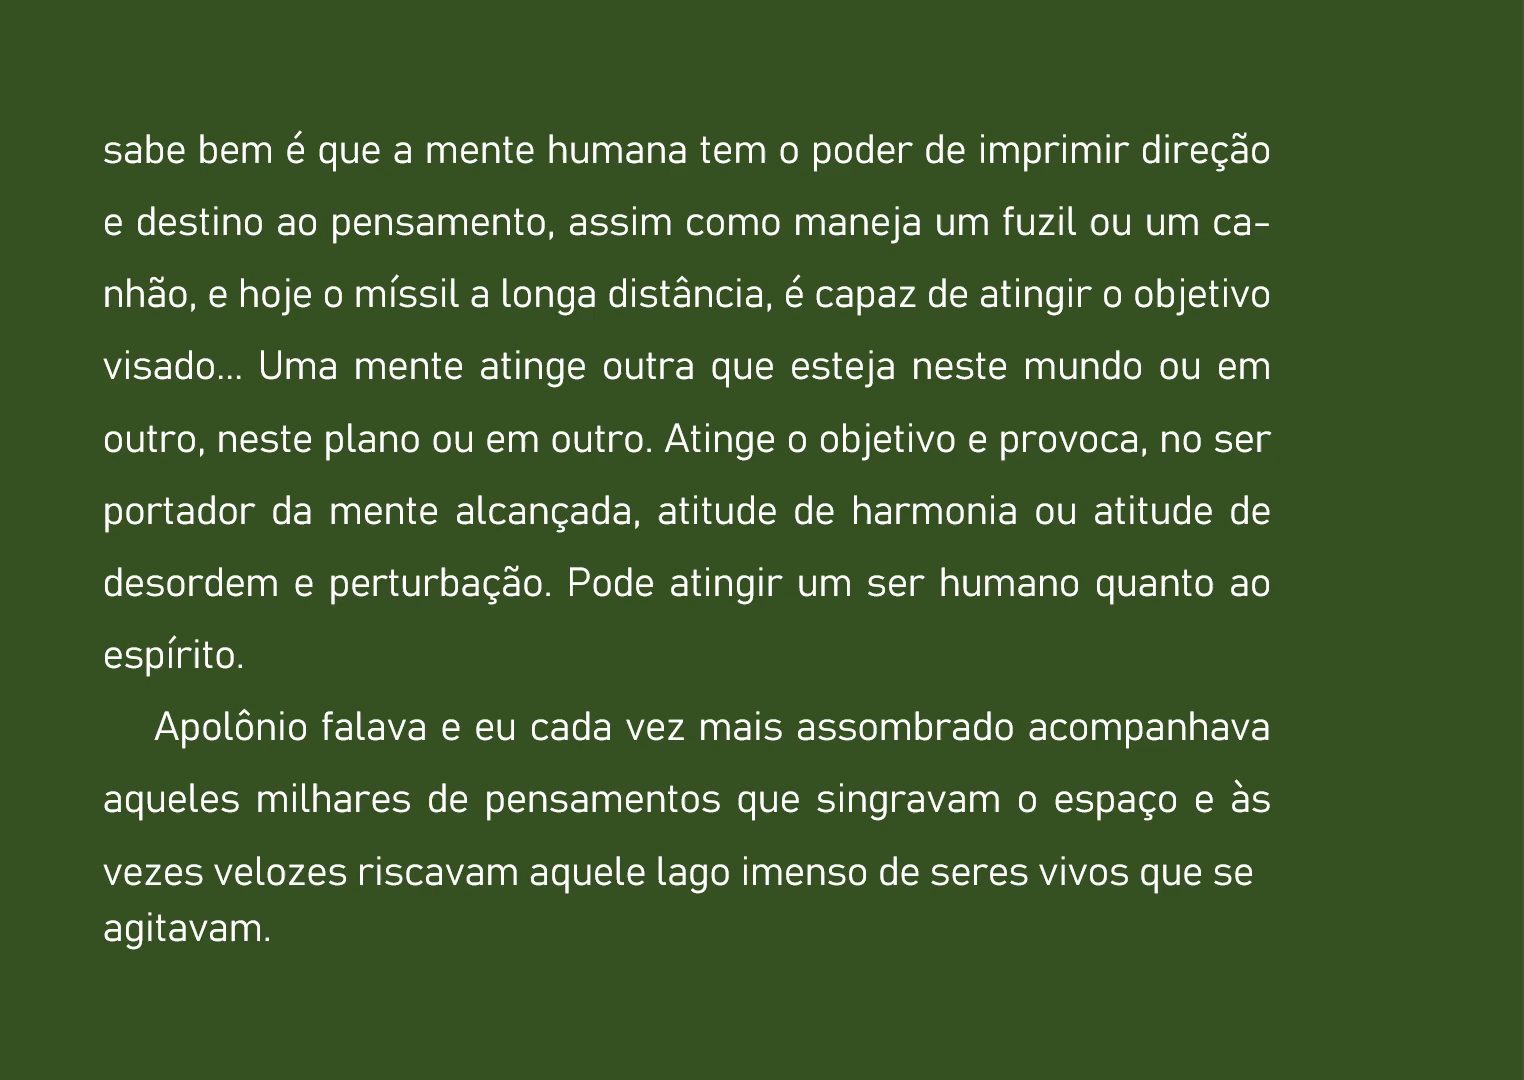 sabe bem é que a mente humana tem o poder de imprimir direção
e destino ao pensamento, assim como maneja um fuzil ou um ca-
nhão, e hoje o míssil a longa distância, é capaz de atingir o objetivo
visado... Uma mente atinge outra que esteja neste mundo ou em
outro, neste plano ou em outro. Atinge o objetivo e provoca, no ser
portador da mente alcançada, atitude de harmonia ou atitude de
desordem e perturbação. Pode atingir um ser humano quanto ao
espírito.
Apolônio falava e eu cada vez mais assombrado acompanhava
aqueles milhares de pensamentos que singravam o espaço e às
vezes velozes riscavam aquele lago imenso de seres vivos que se
agitavam.